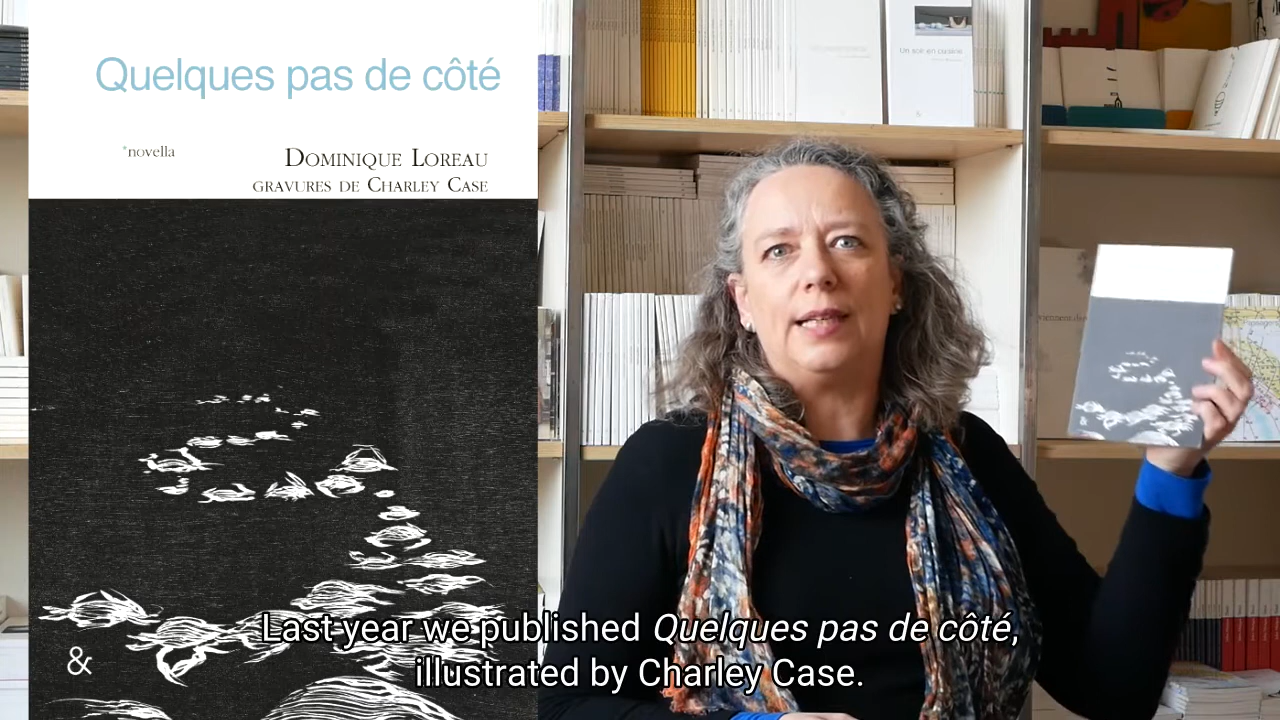 Quelques pas de côté
*novella
Dominique Loreau
gravures de Charley Case
&
Un soir en cuisine
Last year we published Quelques pas de côté,
illustrated by Charley Case.